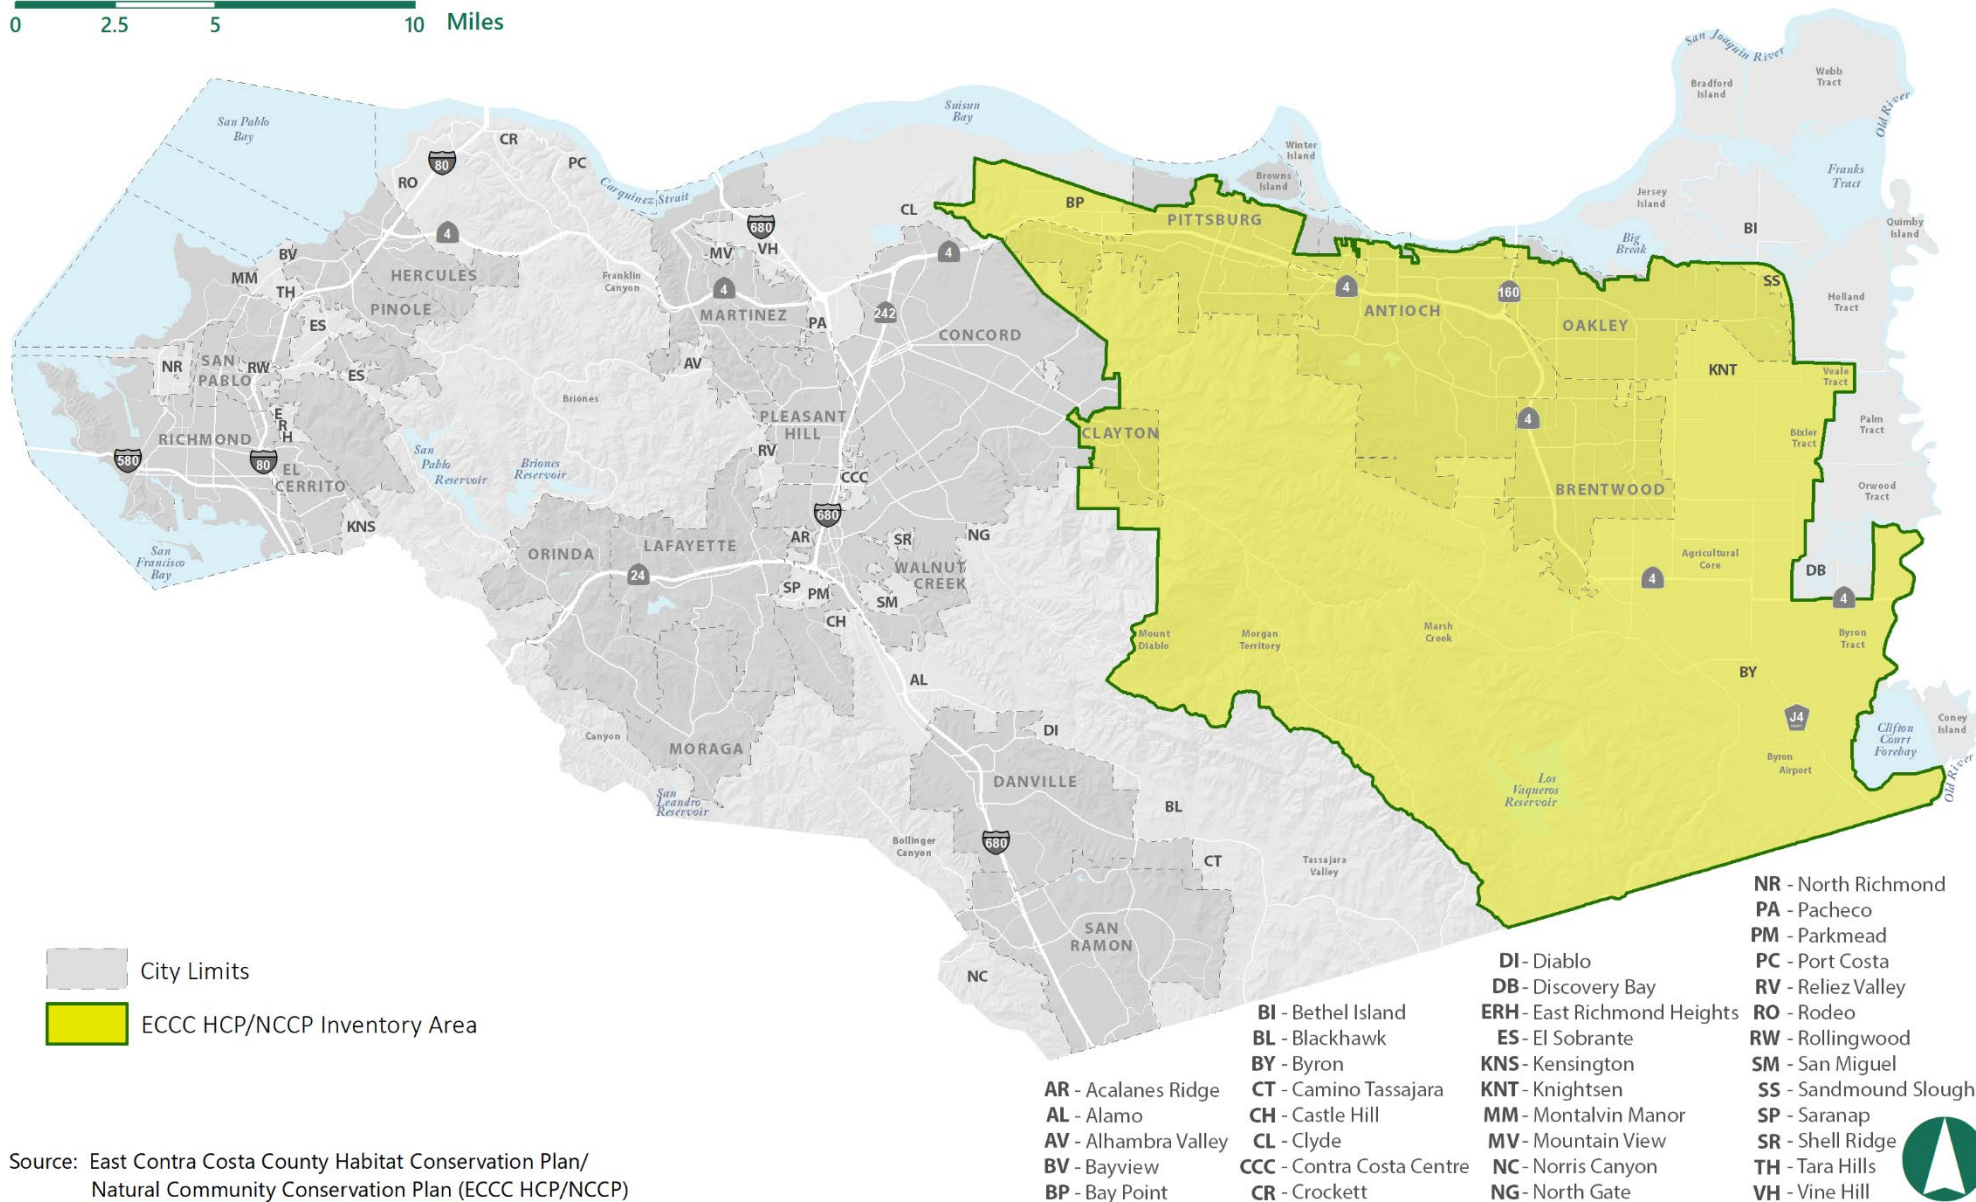 0 2.5 5 10 Miles
San Joaquin River
Webb
Tract
Bradford
Island
Old River
San Pablo
Bay
Suisun
Bay
CR
80
PC
RO
Carquinez Strait
Winter
Island
Browns
Island
Franks
Tract
Jersey
Island
Quimby
Island
BI
CL
BP
PITTSBURG
680
4
VH
MV
4
Big
Break
BV
MM
TH
HERCULES
Franklin
Canyon
4
4
160
SS
PINOLE
MARTINEZ
PA
242
CONCORD
ANTIOCH
OAKLEY
Holland
Tract
ES
NR
SAN
PABLO
RW
ES
AV
KNT
Veale
Tract
Briones
E
R
H
PLEASANT
HILL
CLAYTON
4
Palm
Tract
Bixler
Tract
RICHMOND
580
80
EL
CERRITO
San
Pablo
Reservoir
Briones
Reservoir
RV
CCC
BRENTWOOD
Orwood
Tract
KNS
680
AR
SR
NG
San
Francisco
Bay
ORINDA
LAFAYETTE
24
WALNUT
CREEK
SP
PM
SM
CH
Agricultural
Core
4
DB
4
Mount
Diablo
Morgan
Territory
Marsh
Creek
Byron
Tract
AL
BY
J4
MORAGA
Canyon
DI
Clifton
Court
Forebay
Coney
Island
Byron
Airport
Old River
DANVILLE
San
Leandro
Reservoir
Los
Vaqueros
Reservoir
BL
680
Bollinger
Canyon
CT
Tassajara
Valley
SAN
RAMON
NC
City Limits
ECCC HCP/NCCP Inventory Area
AR - Acalanes Ridge
AL - Alamo
AV - Alhambra Valley
BV - Bayview
BP - Bay Point
BI - Bethel Island
BL - Blackhawk
BY - Byron
CT - Camino Tassajara
CH - Castle Hill
CL - Clyde
CCC - Contra Costa Centre
CR - Crockett
DI - Diablo
DB - Discovery Bay
ERH - East Richmond Heights
ES - El Sobrante
KNS - Kensington
KNT - Knightsen
MM - Montalvin Manor
MV - Mountain View
NC - Norris Canyon
NG - North Gate
NR - North Richmond
PA - Pacheco
PM - Parkmead
PC - Port Costa
RV - Reliez Valley
RO - Rodeo
RW - Rollingwood
SM - San Miguel
SS - Sandmound Slough
SP - Saranap
SR - Shell Ridge
TH - Tara Hills
VH - Vine Hill
Source: East Contra Costa County Habitat Conservation Plan/
Natural Community Conservation Plan (ECCC HCP/NCCP)